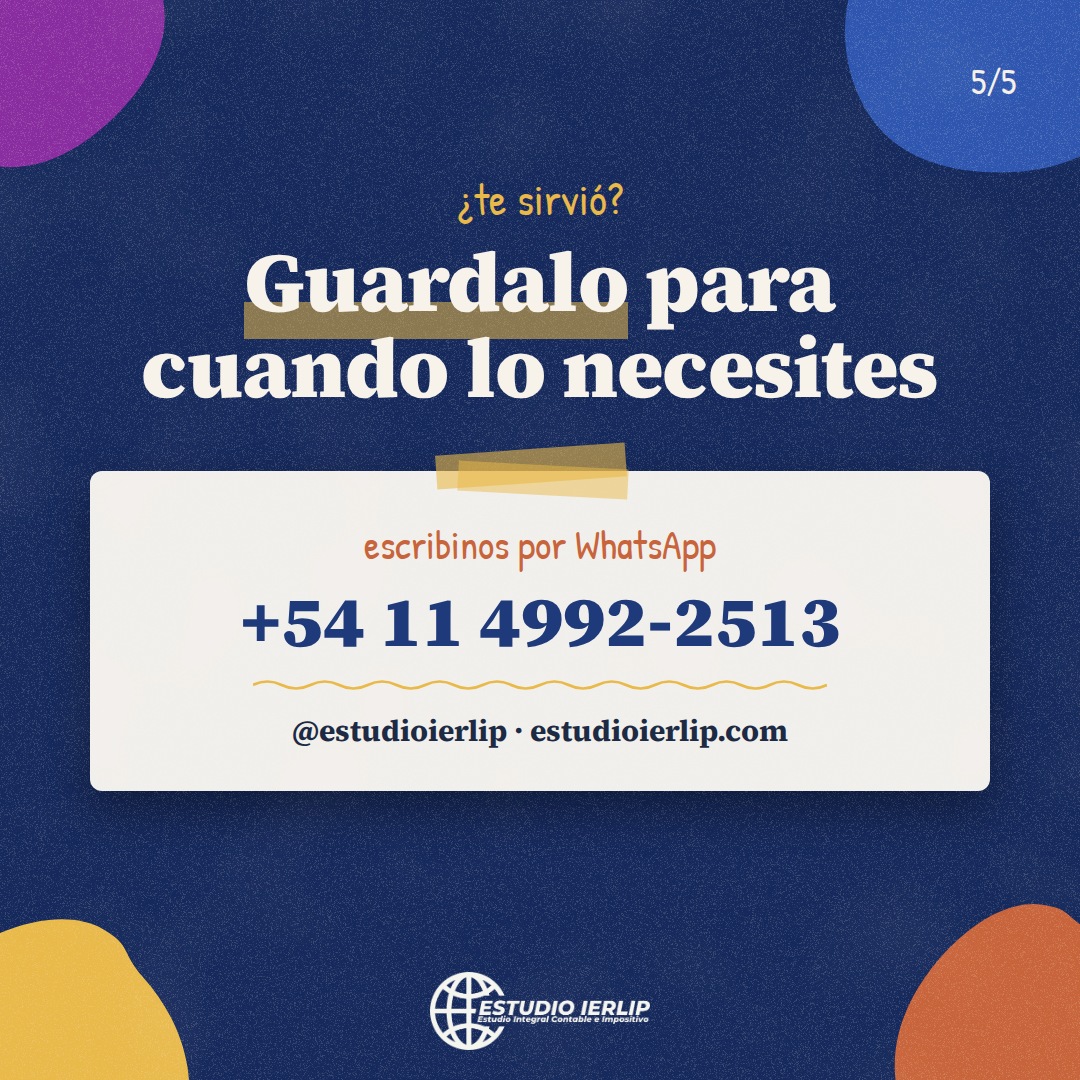 5/5
¿te sirvió?
Guardalo para
cuando lo necesites
escribinos por WhatsApp
+54 11 4992-2513
@estudioierlip · estudioierlip.com
ESTUDIO IERLIP
Estudio Integral Contable e Impositivo